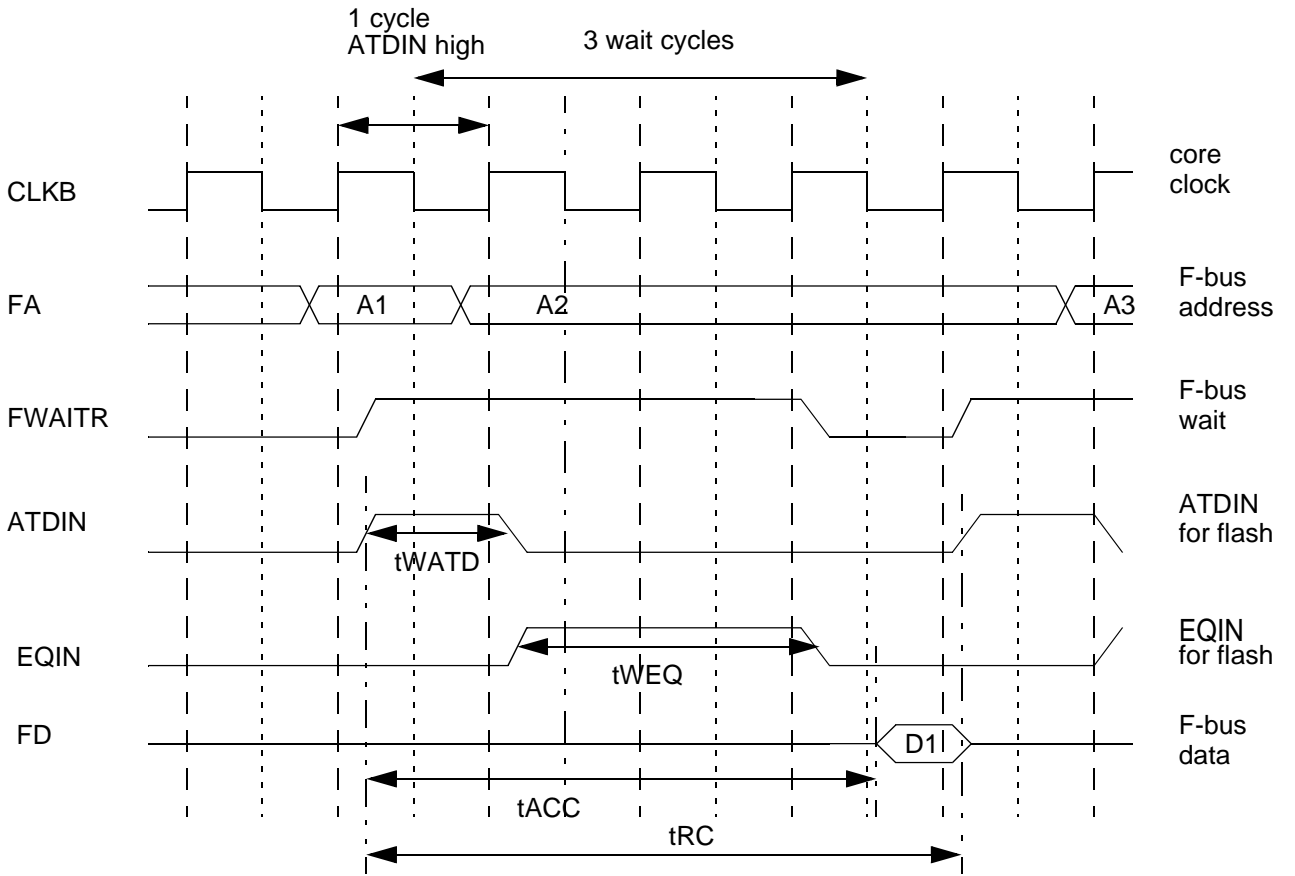 1 cycle
ATDIN high
3 wait cycles
CLKB
core
clock
FA
A1
A2
A3
F-bus
address
FWAITR
F-bus
wait
ATDIN
tWATD
ATDIN
for flash
EQIN
tWEQ
EQIN
for flash
FD
D1
F-bus
data
tACC
tRC